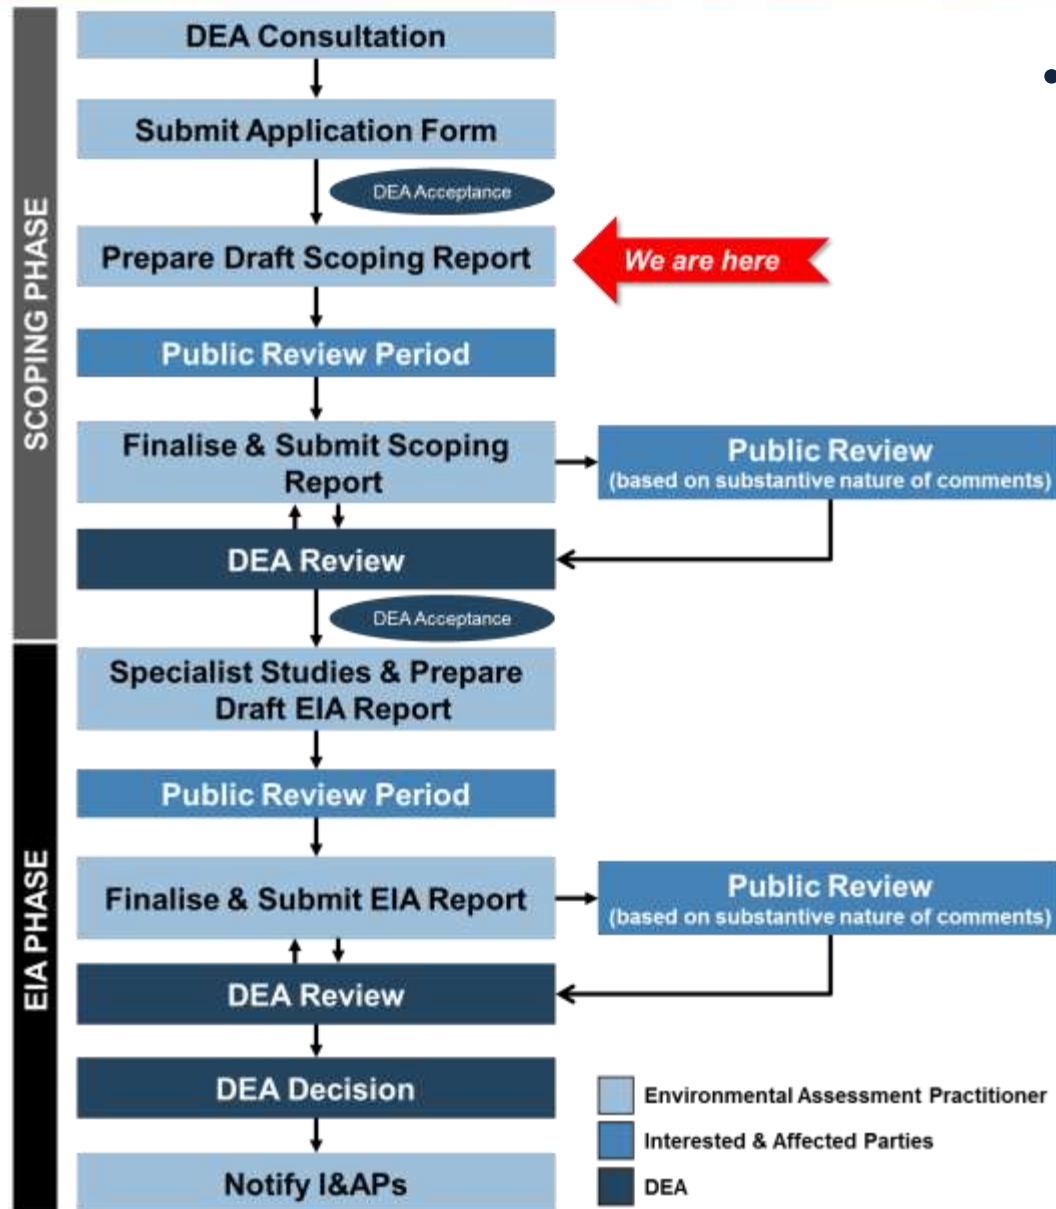 SCOPING PHASE
DEA Consultation
Submit Application Form
DEA Acceptance
Prepare Draft Scoping Report
We are here
Public Review Period
Finalise & Submit Scoping
Report
Public Review
(based on substantive nature of comments)
DEA Review
DEA Acceptance
EIA PHASE
Specialist Studies & Prepare
Draft EIA Report
Public Review Period
Finalise & Submit EIA Report
Public Review
(based on substantive nature of comments)
DEA Review
DEA Decision
Notify I&APs
Environmental Assessment Practitioner
Interested & Affected Parties
DEA